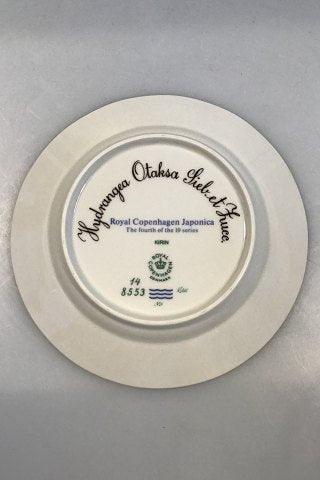 Hydrangea Otaksa Sieb. et Zucc.
Royal Copenhagen Japonica
The fourth of the 19 series
KIRIN
ROYAL
COPENHAGEN
DENMARK
14
8553